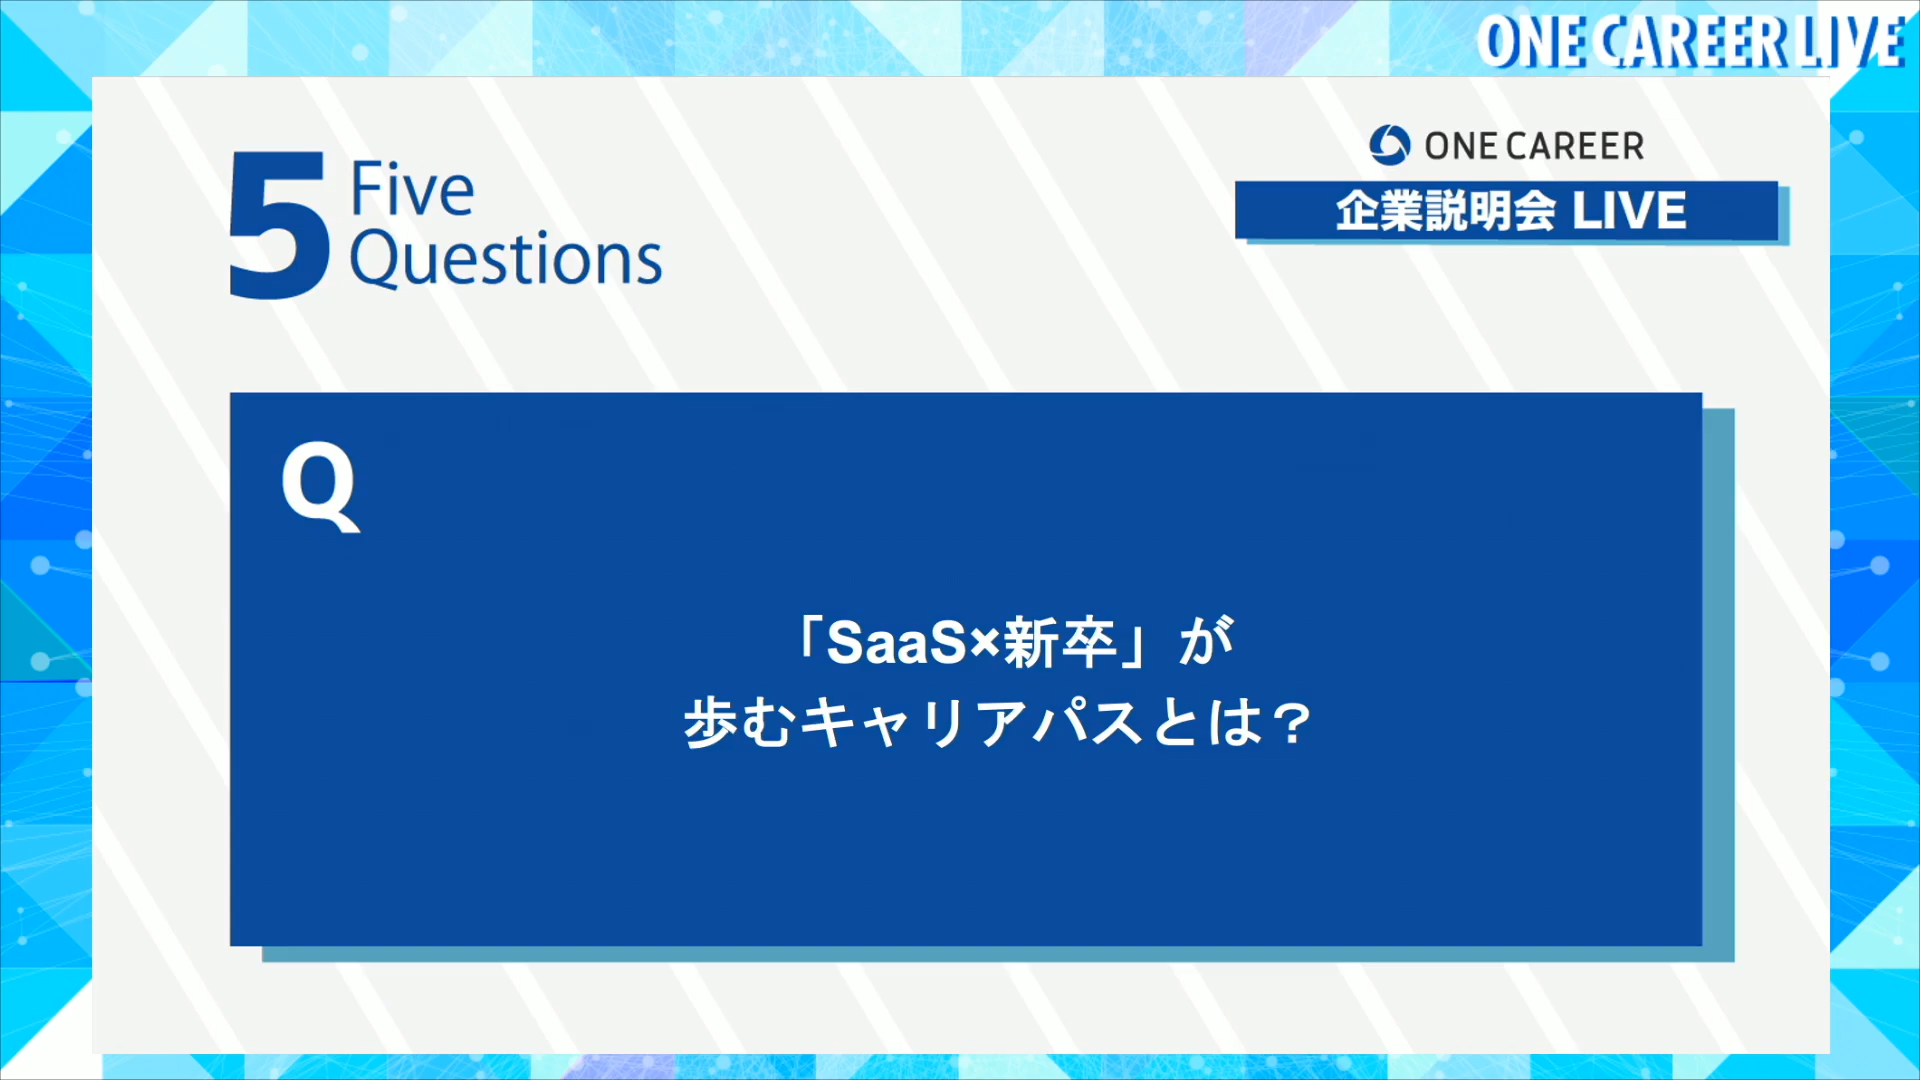 ONE CAREER LIVE
5 Five
Questions
ONE CAREER
企業説明会 LIVE
Q
「SaaS×新卒」が
歩むキャリアパスとは？